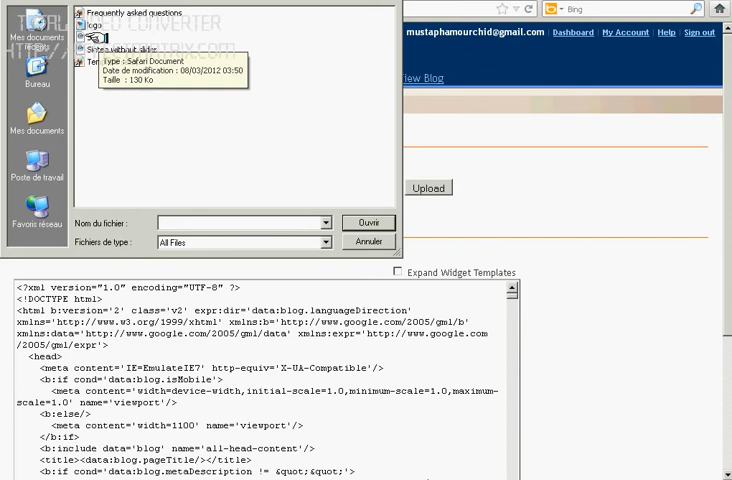 Mes documents
récents
Bureau
Mes documents
Poste de travail
Favoris réseau
Frequently asked questions
logo
Sintea without slides
Type : Safari Document
Date de modification : 08/03/2012 03:50
Taille : 130 Ko
Nom du fichier :
Ouvrir
Fichiers de type :
All Files
Annuler
Bing
mustaphamourchid@gmail.com
Dashboard
My Account
Help
Sign out
View Blog
Upload
Expand Widget Templates
<?xml version="1.0" encoding="UTF-8" ?>
<!DOCTYPE html>
<html b:version='2' class='v2' expr:dir='data:blog.languageDirection'
xmlns='http://www.w3.org/1999/xhtml' xmlns:b='http://www.google.com/2005/gml/b'
xmlns:data='http://www.google.com/2005/gml/data' xmlns:expr='http://www.google.com
/2005/gml/expr'>
<head>
<meta content='IE=EmulateIE7' http-equiv='X-UA-Compatible'/>
<b:if cond='data:blog.isMobile'>
<meta content='width=device-width,initial-scale=1.0,minimum-scale=1.0,maximum-
scale=1.0' name='viewport'/>
<b:else/>
<meta content='width=1100' name='viewport'/>
</b:if>
<b:include data='blog' name='all-head-content'/>
<title><data:blog.pageTitle/></title>
<b:if cond='data:blog.metaDescription != &quot;&quot;'>